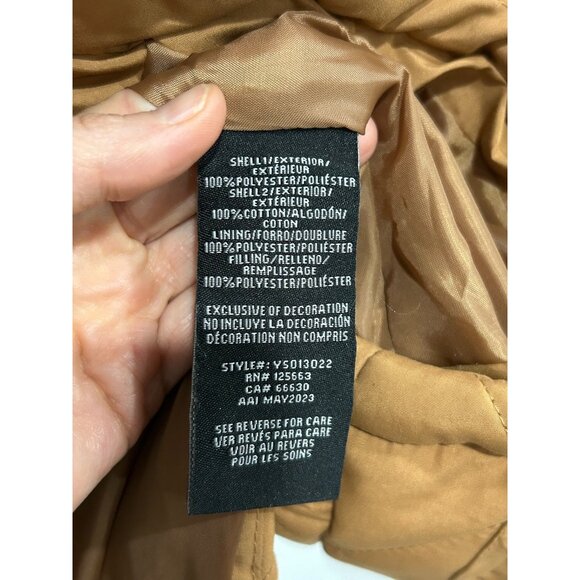 SHELL1/EXTERIOR/
EXTÉRIEUR
100%POLYESTER/POLIÉSTER
SHELL2/EXTERIOR/
EXTÉRIEUR
100%COTTON/ALGODÓN/
COTON
LINING/FORRO/DOUBLURE
100%POLYESTER/POLIÉSTER
FILLING/RELLENO/
REMPLISSAGE
100%POLYESTER/POLIÉSTER
EXCLUSIVE OF DECORATION
NO INCLUYE LA DECORACIÓN
DÉCORATION NON COMPRIS
STYLE#: YS013022
RN# 125663
CA# 66630
AAI MAY2023
SEE REVERSE FOR CARE
VER REVÉS PARA CARE
VOIR AU REVERS
POUR LES SOINS